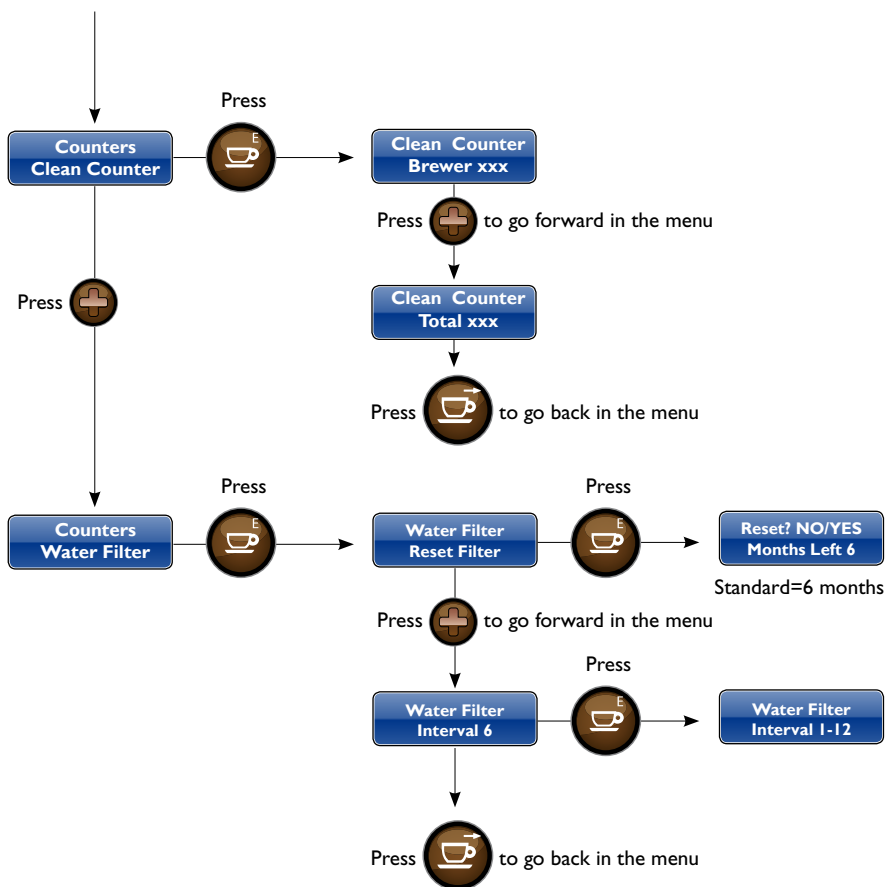 Press
E
Counters
Clean Counter
Clean Counter
Brewer xxx
Press to go forward in the menu
Press
Clean Counter
Total xxx
Press to go back in the menu
Press
E
Press
E
Counters
Water Filter
Water Filter
Reset Filter
Reset? NO/YES
Months Left 6
Standard=6 months
Press to go forward in the menu
Press
E
Water Filter
Interval 6
Water Filter
Interval 1-12
Press to go back in the menu